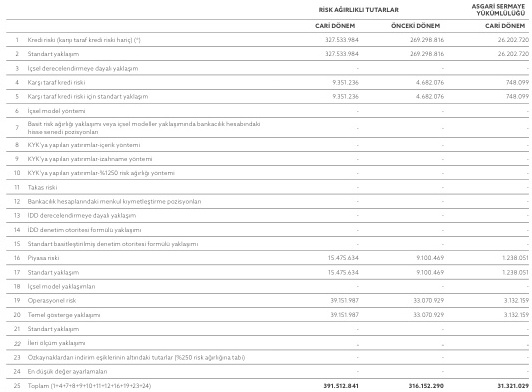 RİSK AĞIRLIKLI TUTARLAR ASGARİ SERMAYE YÜKÜMLÜLÜĞÜ
CARİ DÖNEM ÖNCEKİ DÖNEM CARİ DÖNEM
1 Kredi riski (karşı taraf kredi riski hariç) (*) 327.533.984 269.298.816 26.202.720
2 Standart yaklaşım 327.533.984 269.298.816 26.202.720
3 İçsel derecelendirmeye dayalı yaklaşım - - -
4 Karşı taraf kredi riski 9.351.236 4.682.076 748.099
5 Karşı taraf kredi riski için standart yaklaşım 9.351.236 4.682.076 748.099
6 İçsel model yöntemi - - -
7 Basit risk ağırlığı yaklaşımı veya içsel modeller yaklaşımında bankacılık hesabındaki
hisse senedi pozisyonları - - -
8 KYK'ya yapılan yatırımlar-içerik yöntemi - - -
9 KYK'ya yapılan yatırımlar-izahname yöntemi - - -
10 KYK'ya yapılan yatırımlar-%1250 risk ağırlığı yöntemi - - -
11 Takas riski - - -
12 Bankacılık hesaplarındaki menkul kıymetleştirme pozisyonları - - -
13 İDD derecelendirmeye dayalı yaklaşım - - -
14 İDD denetim otoritesi formülü yaklaşımı - - -
15 Standart basitleştirilmiş denetim otoritesi formülü yaklaşımı - - -
16 Piyasa riski 15.475.634 9.100.469 1.238.051
17 Standart yaklaşım 15.475.634 9.100.469 1.238.051
18 İçsel model yaklaşımları - - -
19 Operasyonel risk 39.151.987 33.070.929 3.132.159
20 Temel gösterge yaklaşımı 39.151.987 33.070.929 3.132.159
21 Standart yaklaşım - - -
22 İleri ölçüm yaklaşımı - - -
23 Özkaynaklardan indirim eşiklerinin altındaki tutarlar (%250 risk ağırlığına tabi) - - -
24 En düşük değer ayarlamaları - - -
25 Toplam (1+4+7+8+9+10+11+12+16+19+23+24) 391.512.841 316.152.290 31.321.029